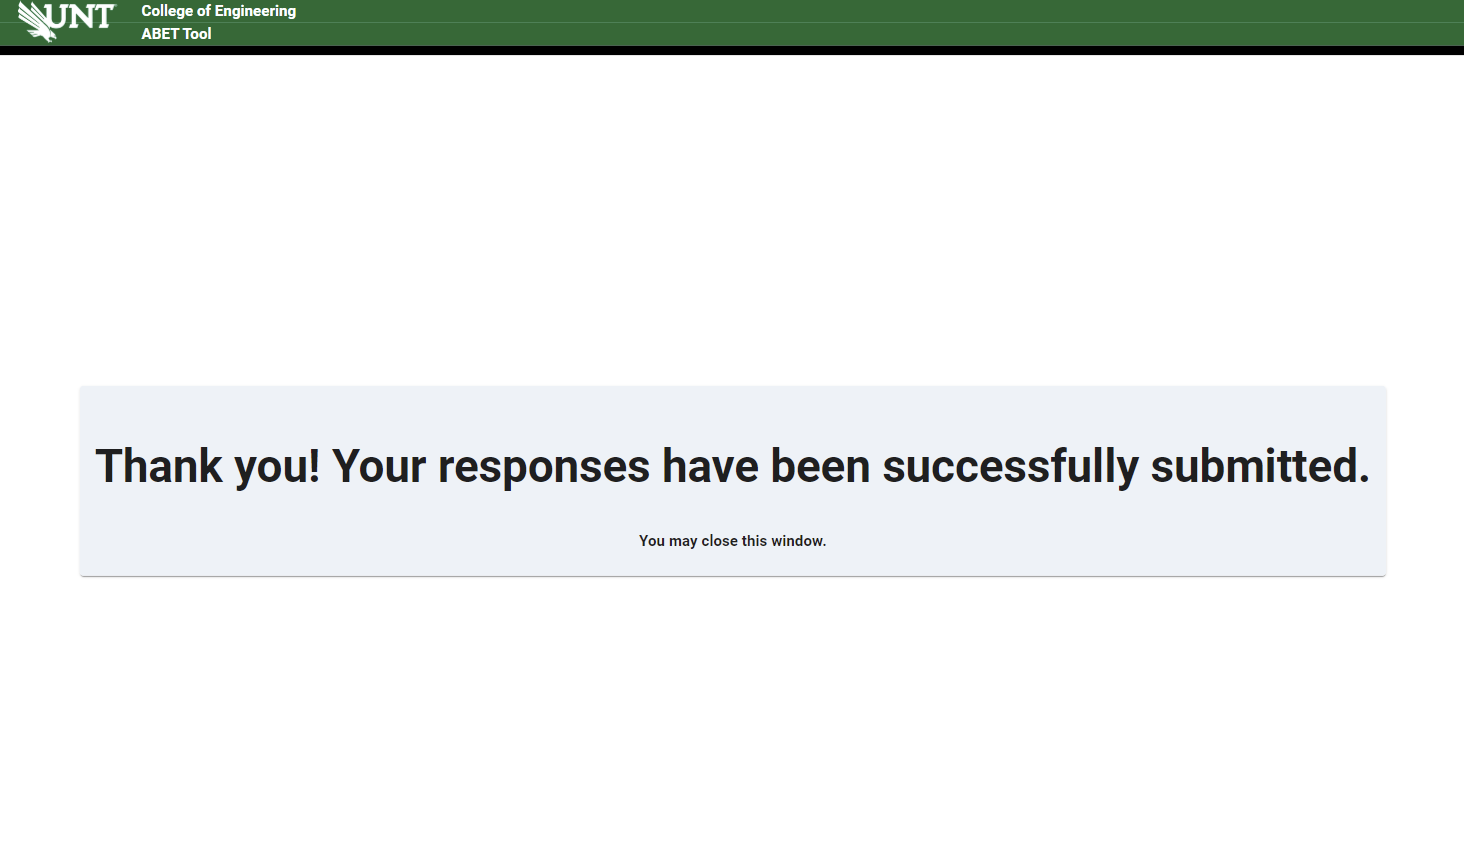 UNT
College of Engineering
ABET Tool
Thank you! Your responses have been successfully submitted.
You may close this window.